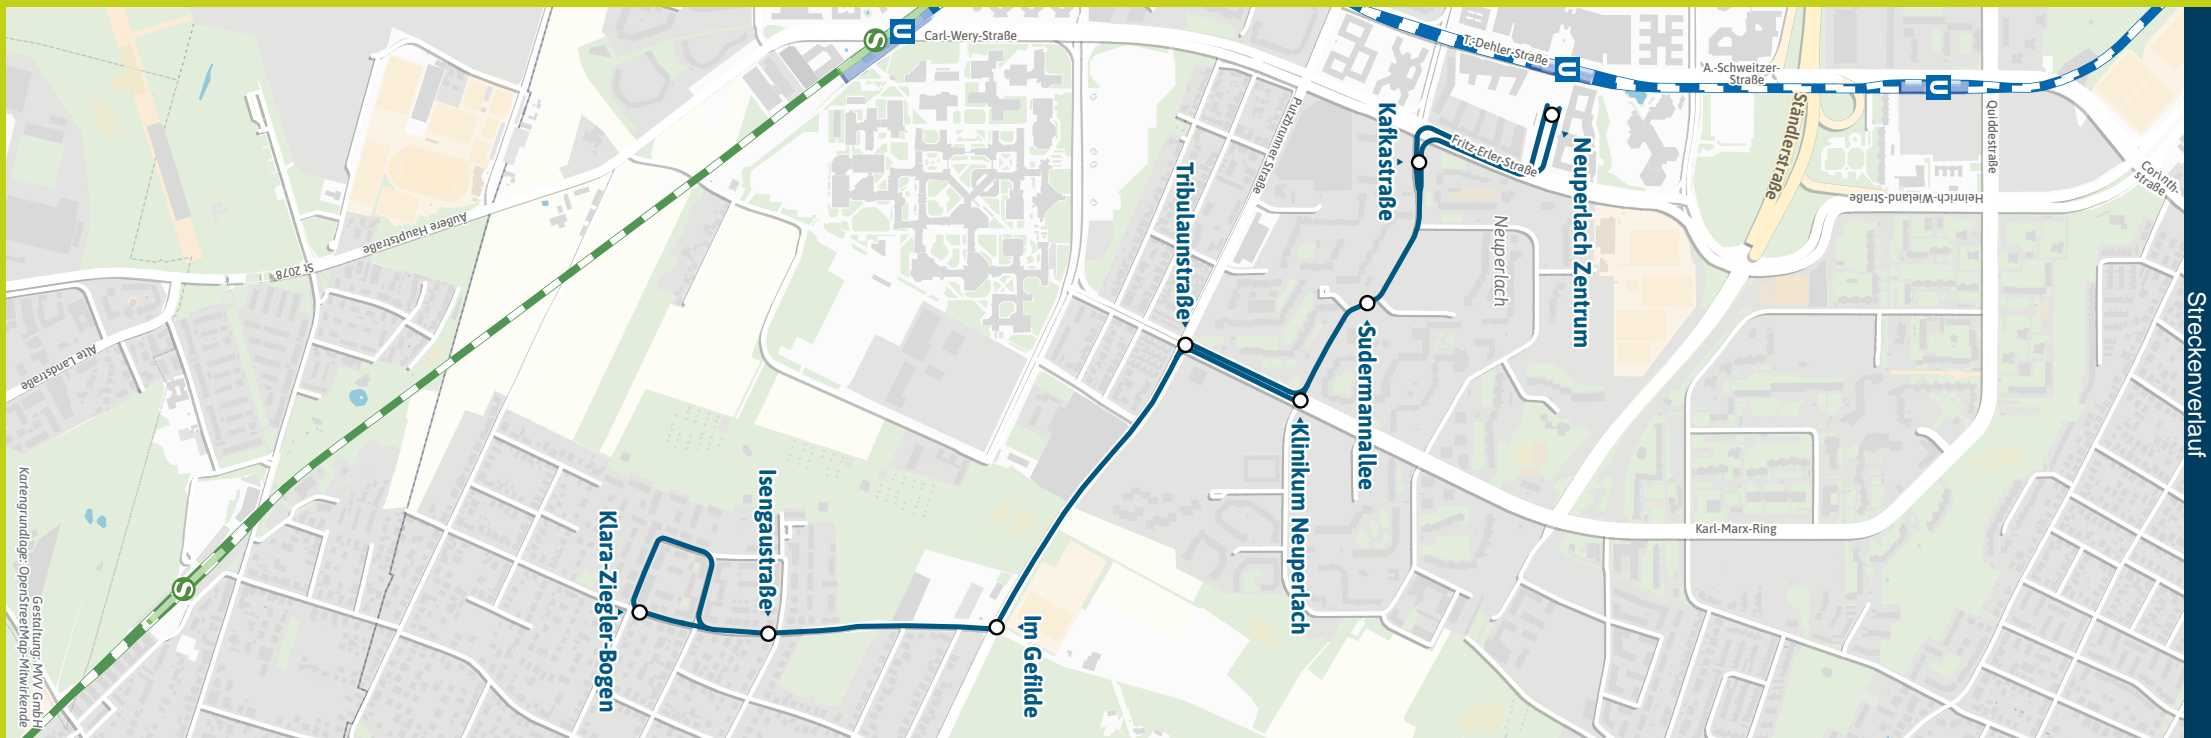 Streckenverlauf
S
U
Carl-Wery-Straße
T.-Dehler-Straße
U
A.-Schweitzer-
Straße
U
Ständlerstraße
Quiddestraße
Corinth-
straße
Heinrich-Wieland-Straße
Putzbrunner Straße
Kafkastraße
Fritz-Erler-Straße
Neuperlach Zentrum
Neuperlach
Tribulaunstraße
Sudermannallee
Klinikum Neuperlach
Karl-Marx-Ring
Äußere Hauptstraße
St 2078
Alte Landstraße
Isengaustraße
Klara-Ziegler-Bogen
Im Gefilde
S
Kartengrundlage: OpenStreetMap-Mitwirkende
Gestaltung: MVV GmbH